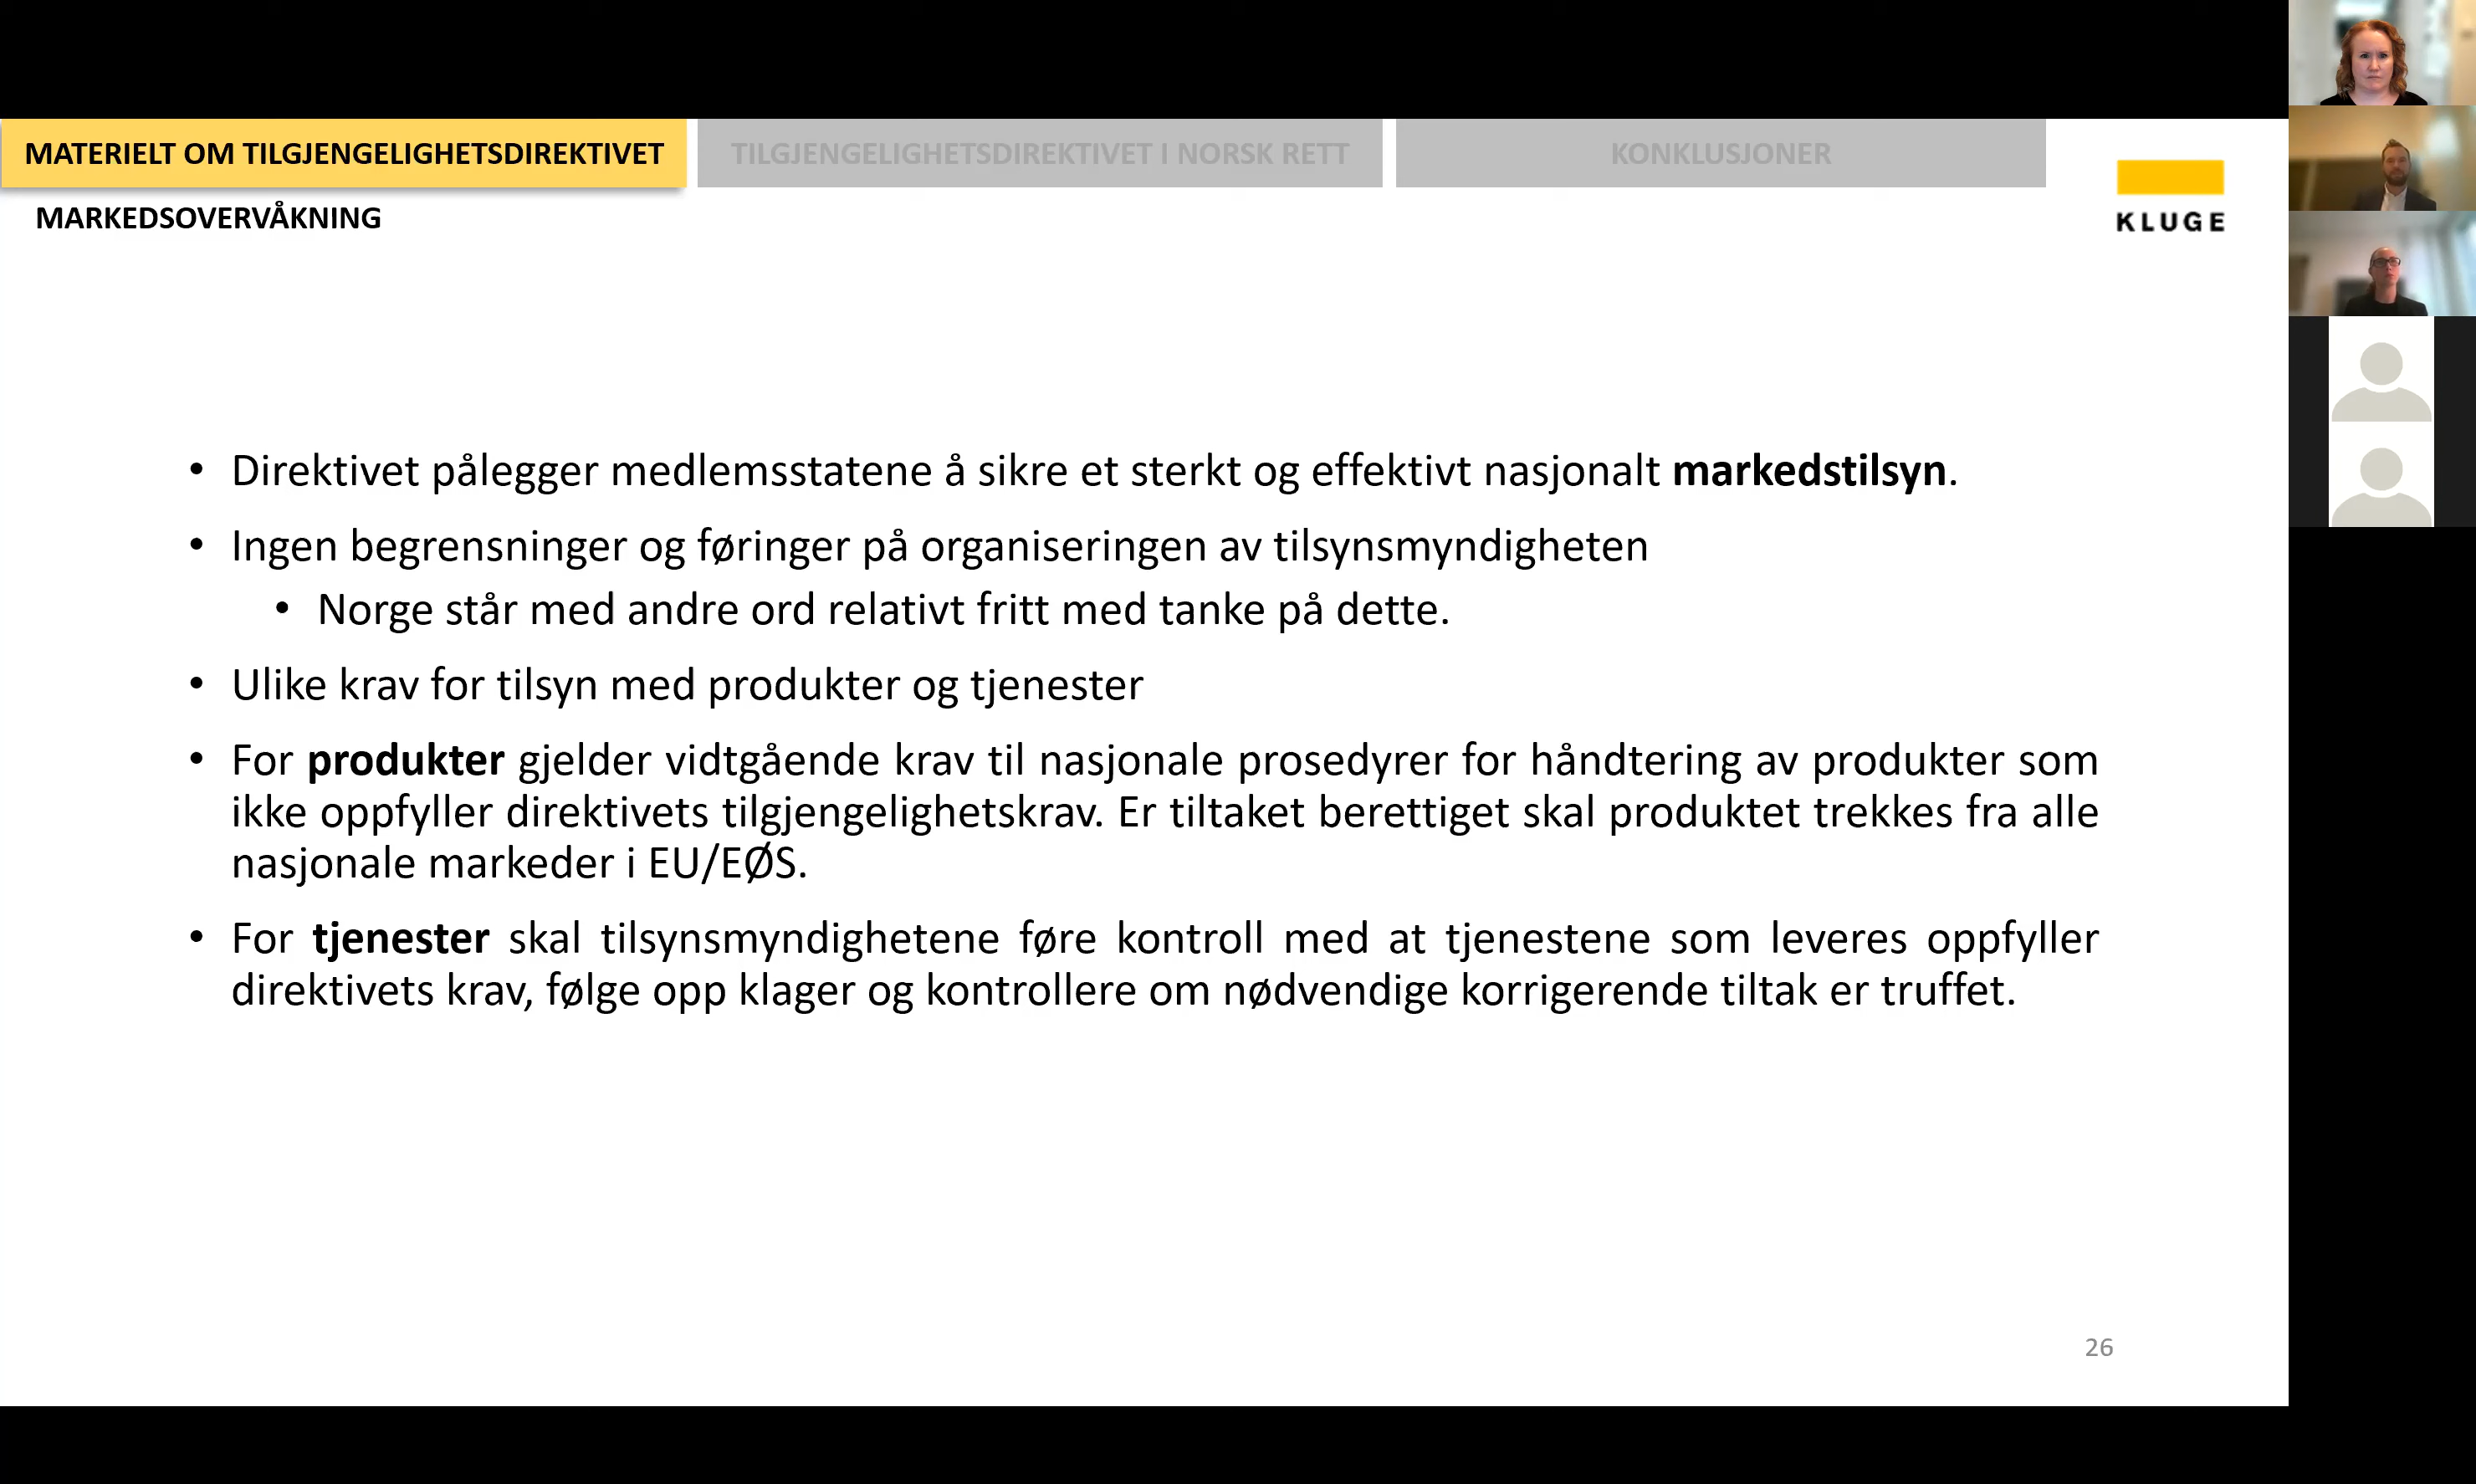 MATERIELT OM TILGJENGELIGHETSDIREKTIVET
TILGJENGELIGHETSDIREKTIVET I NORSK RETT
KONKLUSJONER
MARKEDSOVERVÅKNING
KLUGE
• Direktivet pålegger medlemsstatene å sikre et sterkt og effektivt nasjonalt markedstilsyn.
• Ingen begrensninger og føringer på organiseringen av tilsynsmyndigheten
• Norge står med andre ord relativt fritt med tanke på dette.
• Ulike krav for tilsyn med produkter og tjenester
• For produkter gjelder vidtgående krav til nasjonale prosedyrer for håndtering av produkter som
ikke oppfyller direktivets tilgjengelighetskrav. Er tiltaket berettiget skal produktet trekkes fra alle
nasjonale markeder i EU/EØS.
• For tjenester skal tilsynsmyndighetene føre kontroll med at tjenestene som leveres oppfyller
direktivets krav, følge opp klager og kontrollere om nødvendige korrigerende tiltak er truffet.
26